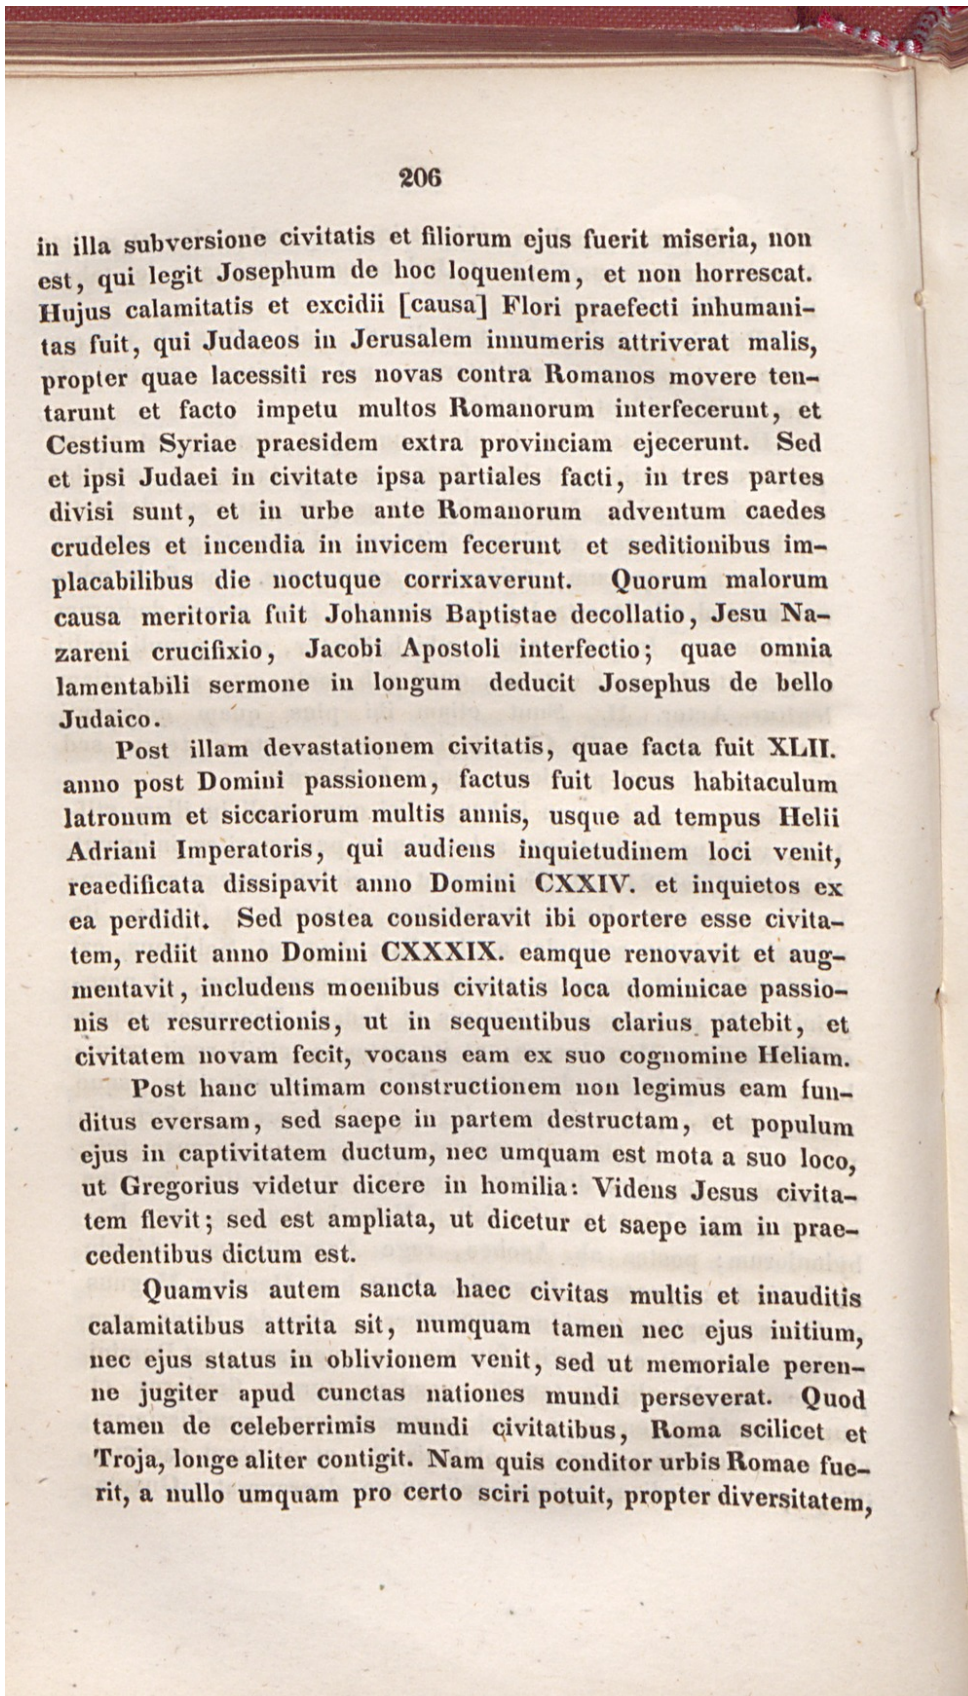 206
in illa subversione civitatis et filiorum ejus fuerit miseria, non
est, qui legit Josephum de hoc loquentem, et non horrescat.
Hujus calamitatis et excidii [causa] Flori praefecti inhumani-
tas fuit, qui Judaeos in Jerusalem innumeris attriverat malis,
propter quae lacessiti res novas contra Romanos movere ten-
tarunt et facto impetu multos Romanorum interfecerunt, et
Cestium Syriae praesidem extra provinciam ejecerunt. Sed
et ipsi Judaei in civitate ipsa partiales facti, in tres partes
divisi sunt, et in urbe ante Romanorum adventum caedes
crudeles et incendia in invicem fecerunt et seditionibus im-
placabilibus die noctuque corrixaverunt. Quorum malorum
causa meritoria fuit Johannis Baptistae decollatio, Jesu Na-
zareni crucifixio, Jacobi Apostoli interfectio; quae omnia
lamentabili sermone in longum deducit Josephus de bello
Judaico.
Post illam devastationem civitatis, quae facta fuit XLII.
anno post Domini passionem, factus fuit locus habitaculum
latronum et siccariorum multis annis, usque ad tempus Helii
Adriani Imperatoris, qui audiens inquietudinem loci venit,
reaedificata dissipavit anno Domini CXXIV. et inquietos ex
ea perdidit. Sed postea consideravit ibi oportere esse civita-
tem, rediit anno Domini CXXXIX. eamque renovavit et aug-
mentavit, includens moenibus civitatis loca dominicae passio-
nis et resurrectionis, ut in sequentibus clarius patebit, et
civitatem novam fecit, vocans eam ex suo cognomine Heliam.
Post hanc ultimam constructionem non legimus eam fun-
ditus eversam, sed saepe in partem destructam, et populum
ejus in captivitatem ductum, nec umquam est mota a suo loco,
ut Gregorius videtur dicere in homilia: Videns Jesus civita-
tem flevit; sed est ampliata, ut dicetur et saepe iam in prae-
cedentibus dictum est.
Quamvis autem sancta haec civitas multis et inauditis
calamitatibus attrita sit, numquam tamen nec ejus initium,
nec ejus status in oblivionem venit, sed ut memoriale peren-
ne jugiter apud cunctas nationes mundi perseverat. Quod
tamen de celeberrimis mundi civitatibus, Roma scilicet et
Troja, longe aliter contigit. Nam quis conditor urbis Romae fue-
rit, a nullo umquam pro certo sciri potuit, propter diversitatem,